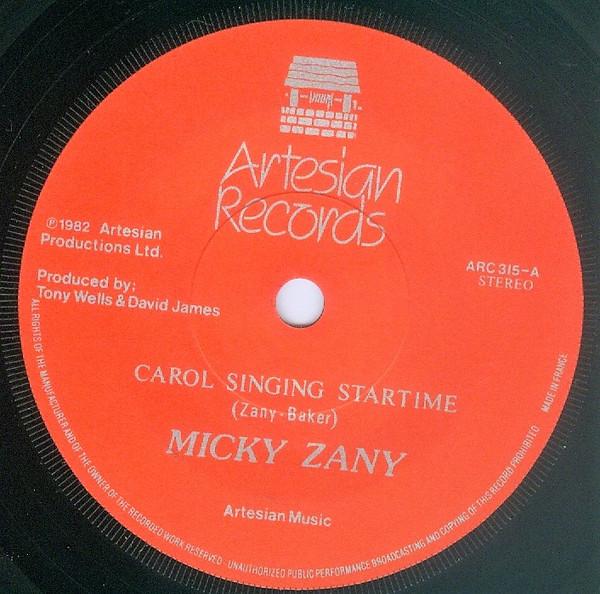 Artesian
Records
℗1982 Artesian
Productions Ltd.
Produced by;
Tony Wells & David James
ARC 315-A
STEREO
CAROL SINGING STARTIME
(Zany-Baker)
MICKY ZANY
Artesian Music
ALL RIGHTS OF THE MANUFACTURER AND OF THE OWNER OF THE RECORDED WORK RESERVED · UNAUTHORIZED PUBLIC PERFORMANCE BROADCASTING AND COPYING OF THIS RECORD PROHIBITED MADE IN FRANCE